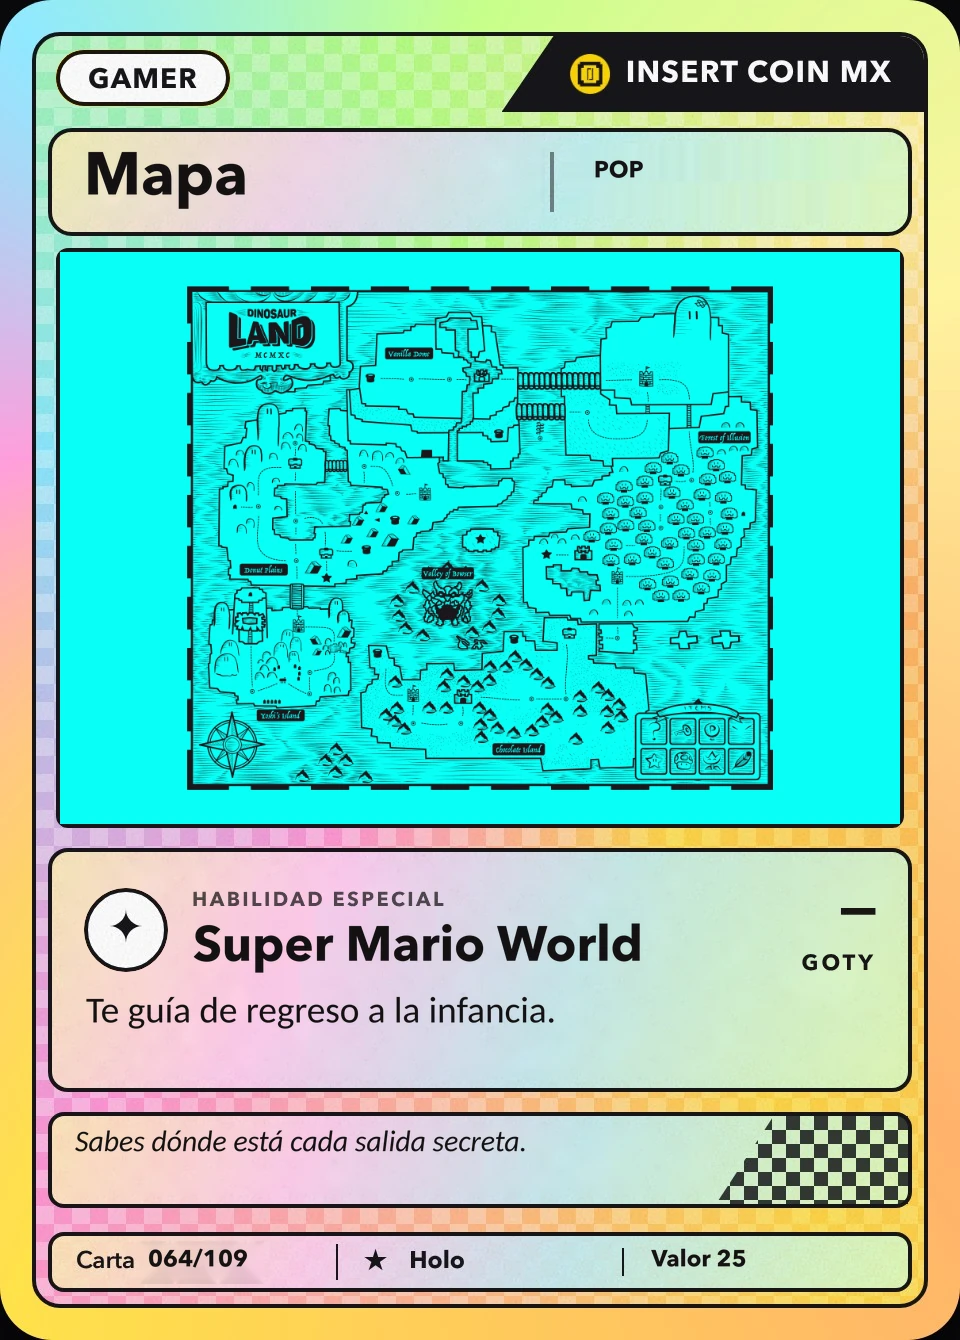 GAMER
INSERT COIN MX
Mapa
POP
DINOSAUR
LAND
MCMXC
Vanilla Dome
Forest of Illusion
Donut Plains
Valley of Bowser
Yoshi's Island
Chocolate Island
ITEMS
HABILIDAD ESPECIAL
Super Mario World
—
GOTY
Te guía de regreso a la infancia.
Sabes dónde está cada salida secreta.
Carta 064/109
★ Holo
Valor 25